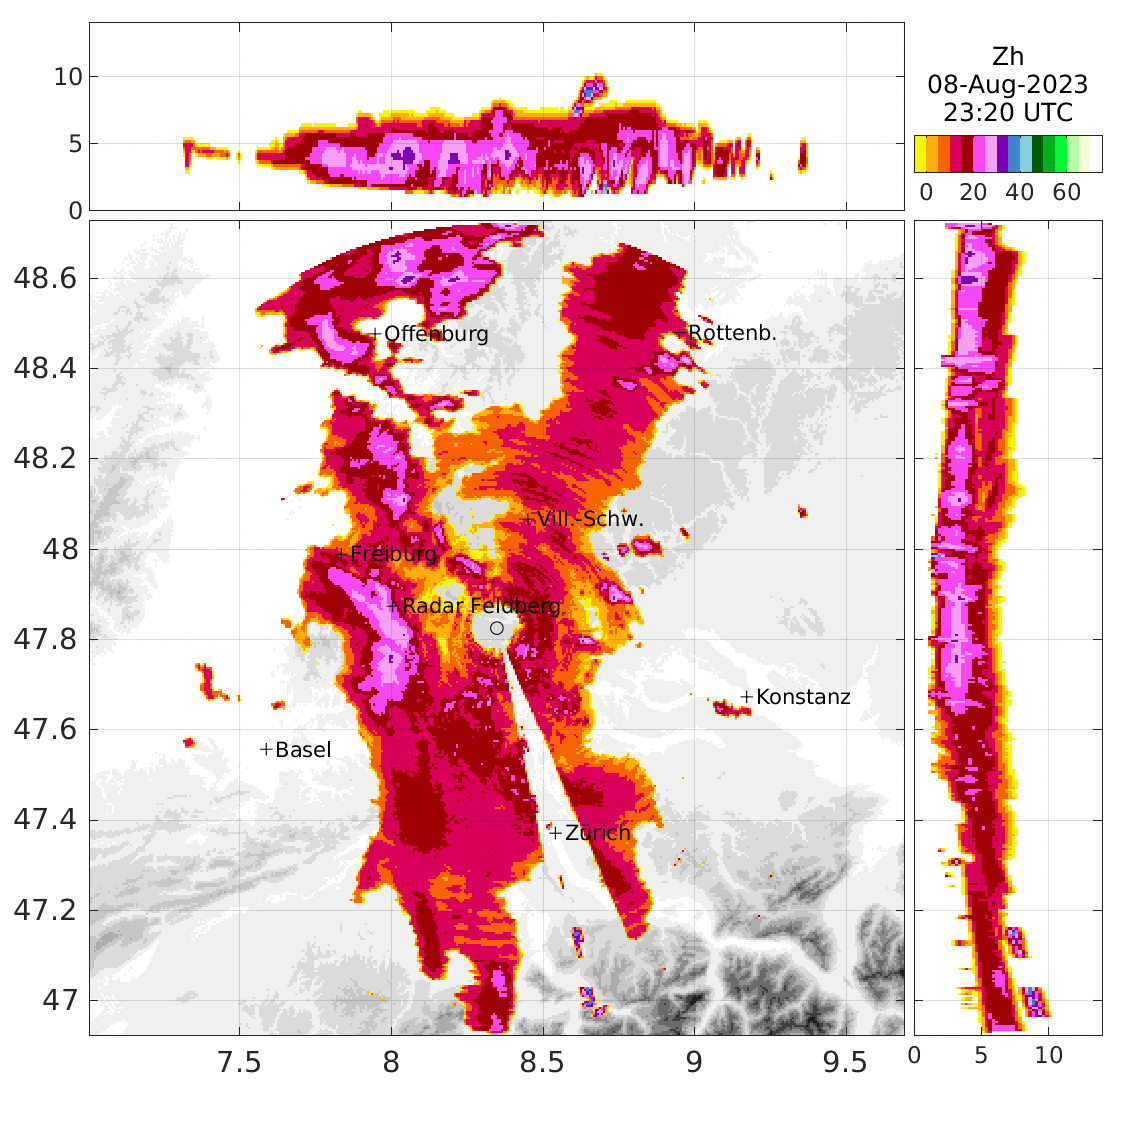 10
5
0
Zh
08-Aug-2023
23:20 UTC
0 20 40 60
48.6
48.4
48.2
48
47.8
47.6
47.4
47.2
47
Offenburg
Rottenb.
Vill.-Schw.
Freiburg
Radar Feldberg
Konstanz
Basel
Zürich
7.5 8 8.5 9 9.5
0 5 10